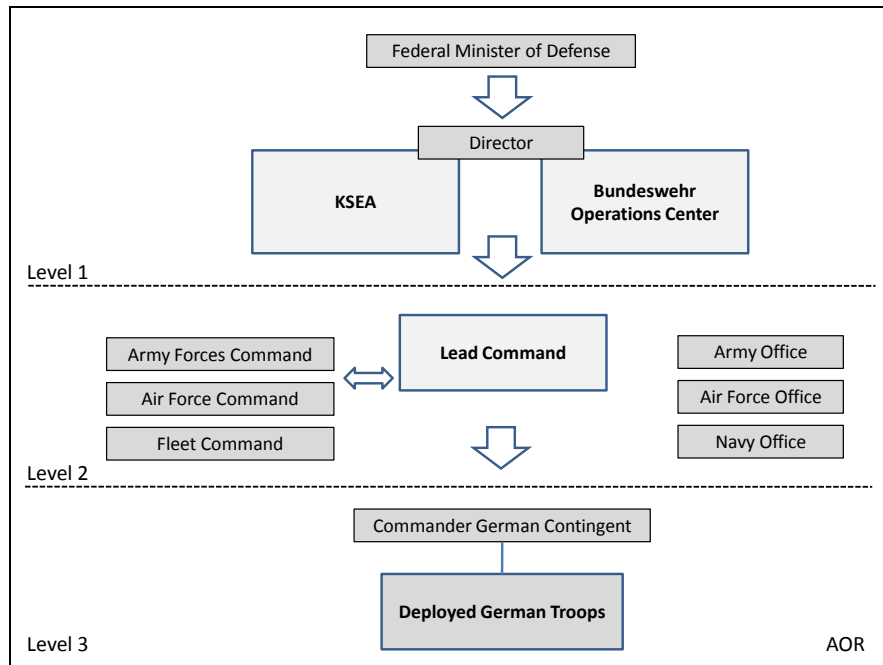 Federal Minister of Defense
Director
KSEA
Bundeswehr
Operations Center
Level 1
Army Forces Command
Air Force Command
Fleet Command
Lead Command
Army Office
Air Force Office
Navy Office
Level 2
Commander German Contingent
Deployed German Troops
Level 3
AOR